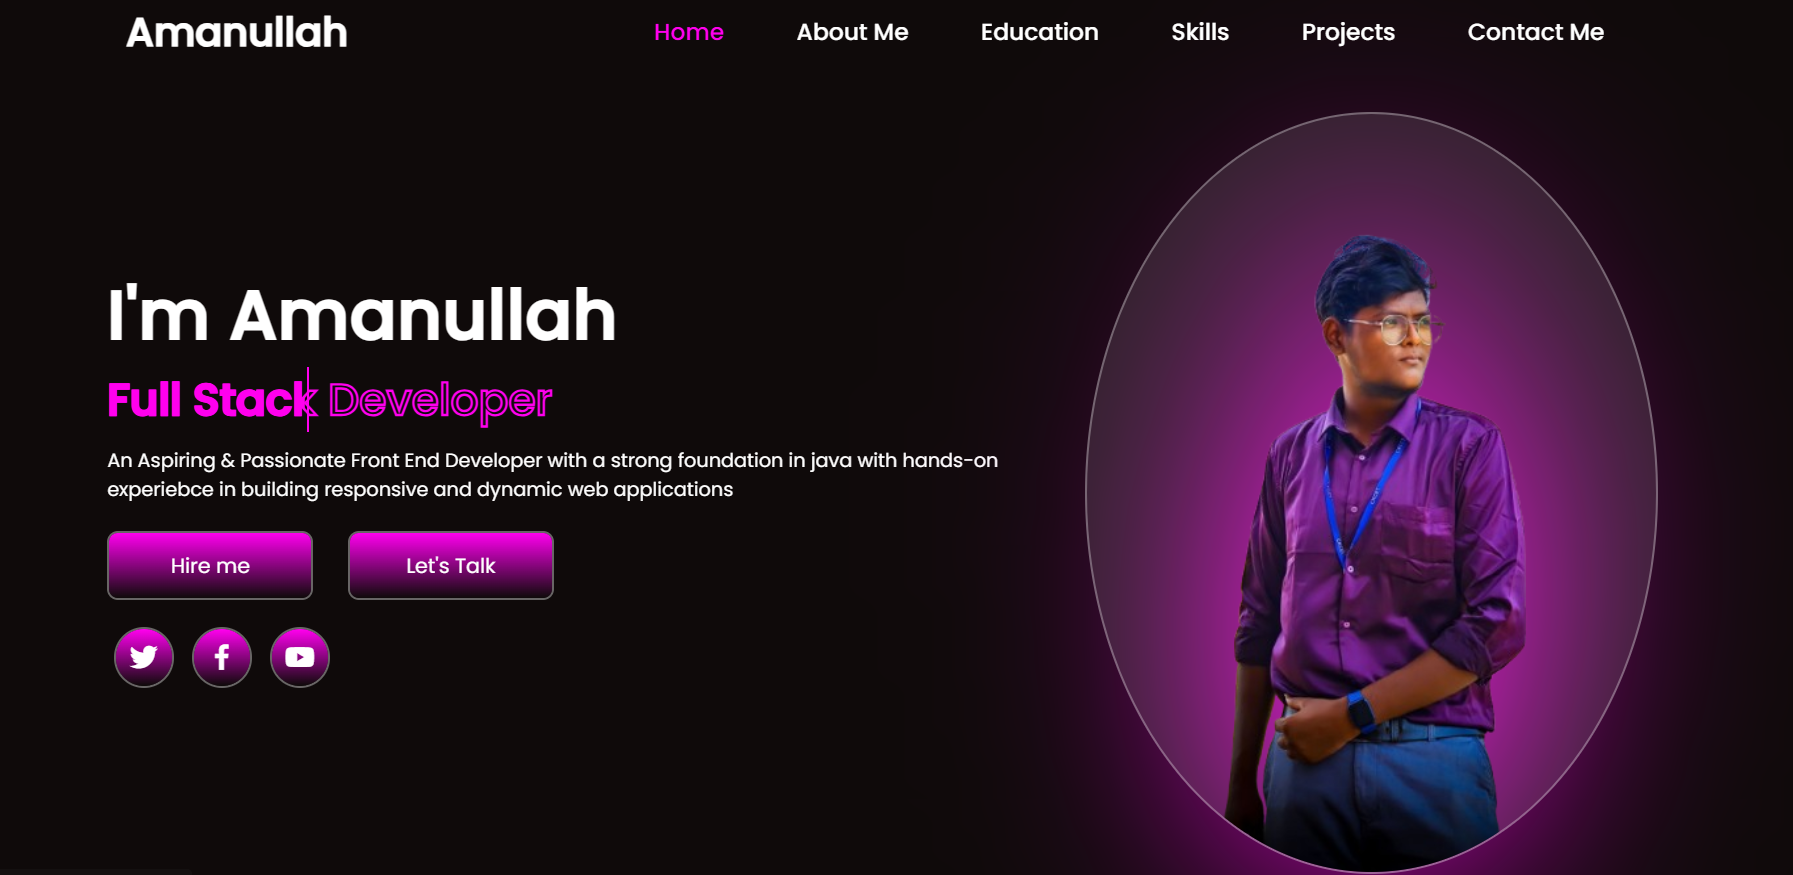 Amanullah
Home About Me Education Skills Projects Contact Me
I'm Amanullah
Full Stack Developer
An Aspiring & Passionate Front End Developer with a strong foundation in java with hands-on
experiebce in building responsive and dynamic web applications
Hire me Let's Talk